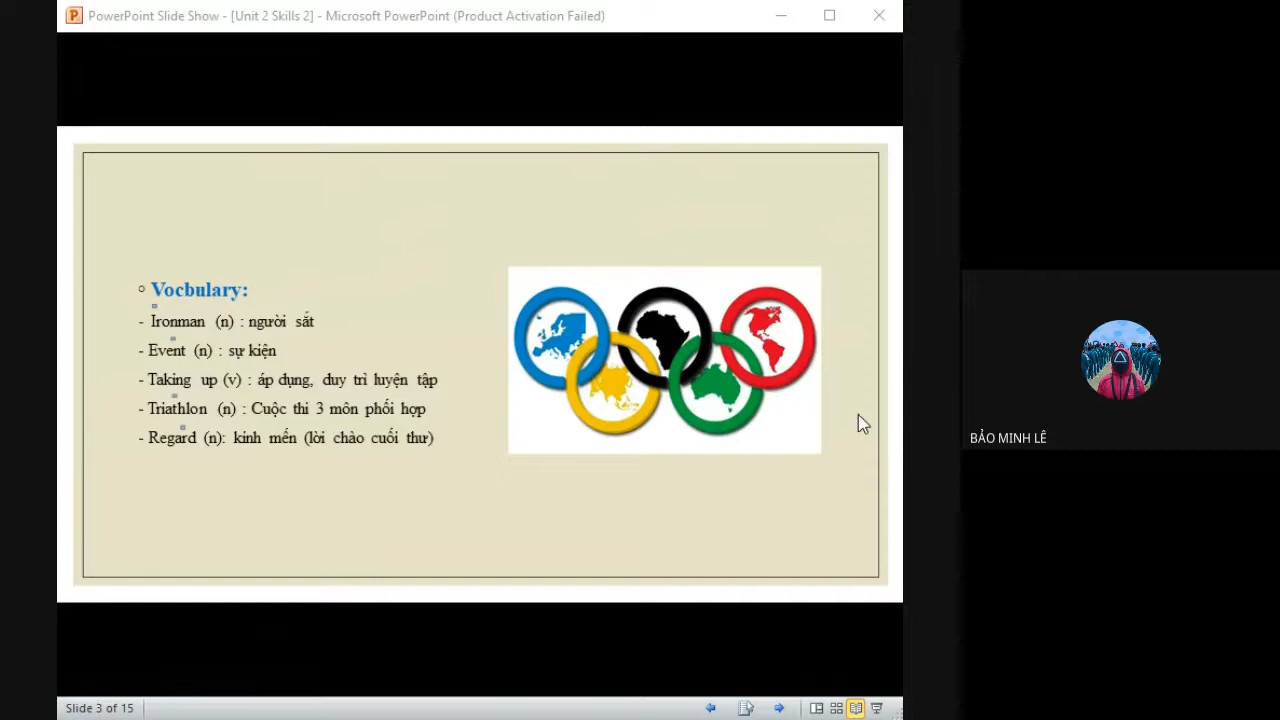 PowerPoint Slide Show - [Unit 2 Skills 2] - Microsoft PowerPoint (Product Activation Failed)
Vocbulary:
- Ironman (n) : người sắt
- Event (n) : sự kiện
- Taking up (v) : áp dụng, duy trì luyện tập
- Triathlon (n) : Cuộc thi 3 môn phối hợp
- Regard (n): kinh mến (lời chào cuối thư)
BẢO MINH LÊ
Slide 3 of 15